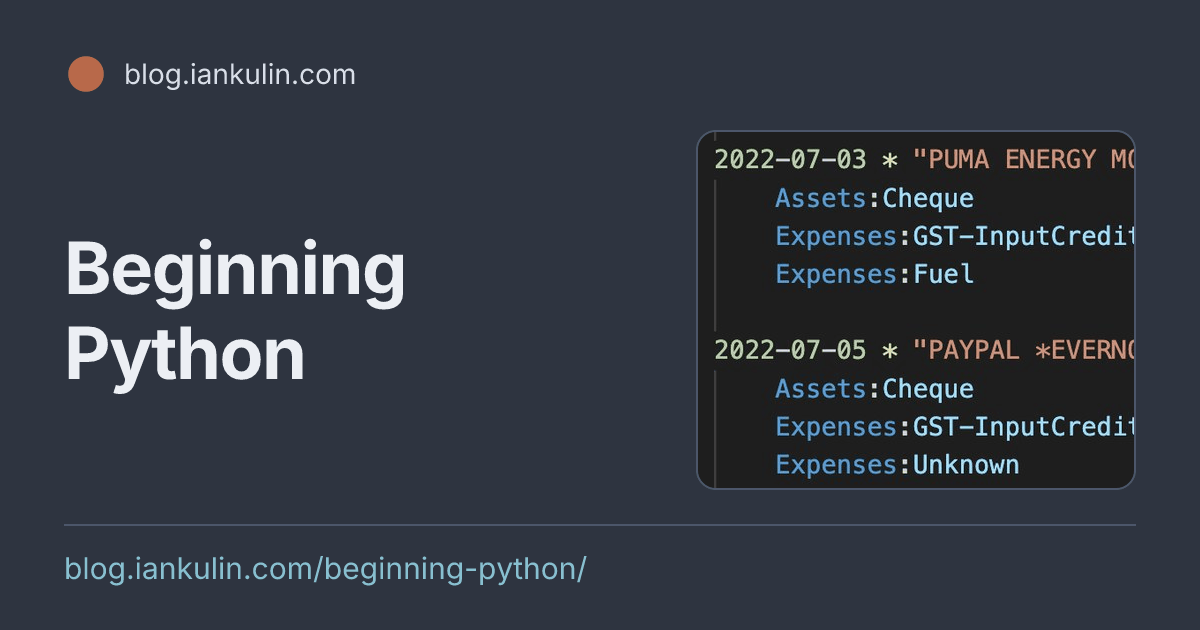 blog.iankulin.com
Beginning
Python
2022-07-03 * "PUMA ENERGY
Assets:Cheque
Expenses:GST-InputCredit
Expenses:Fuel
2022-07-05 * "PAYPAL *EVERNO
Assets:Cheque
Expenses:GST-InputCredit
Expenses:Unknown
blog.iankulin.com/beginning-python/